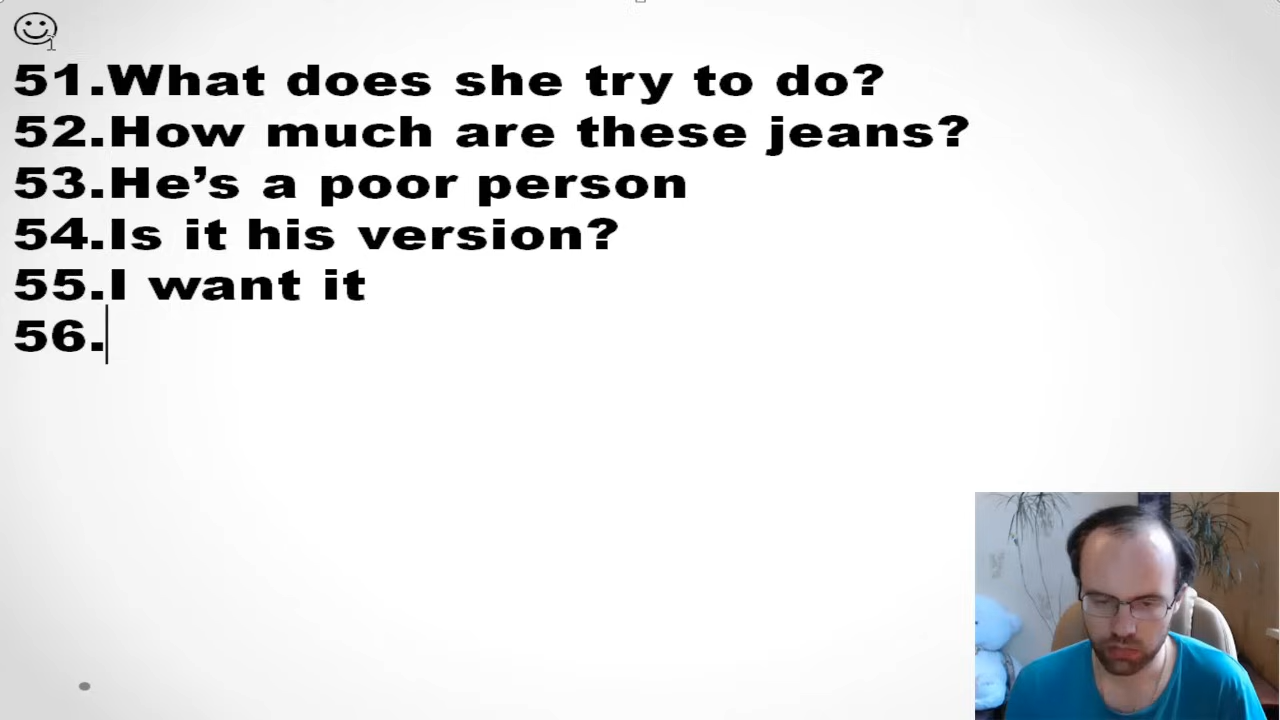 51.What does she try to do?
52.How much are these jeans?
53.He’s a poor person
54.Is it his version?
55.I want it
56.